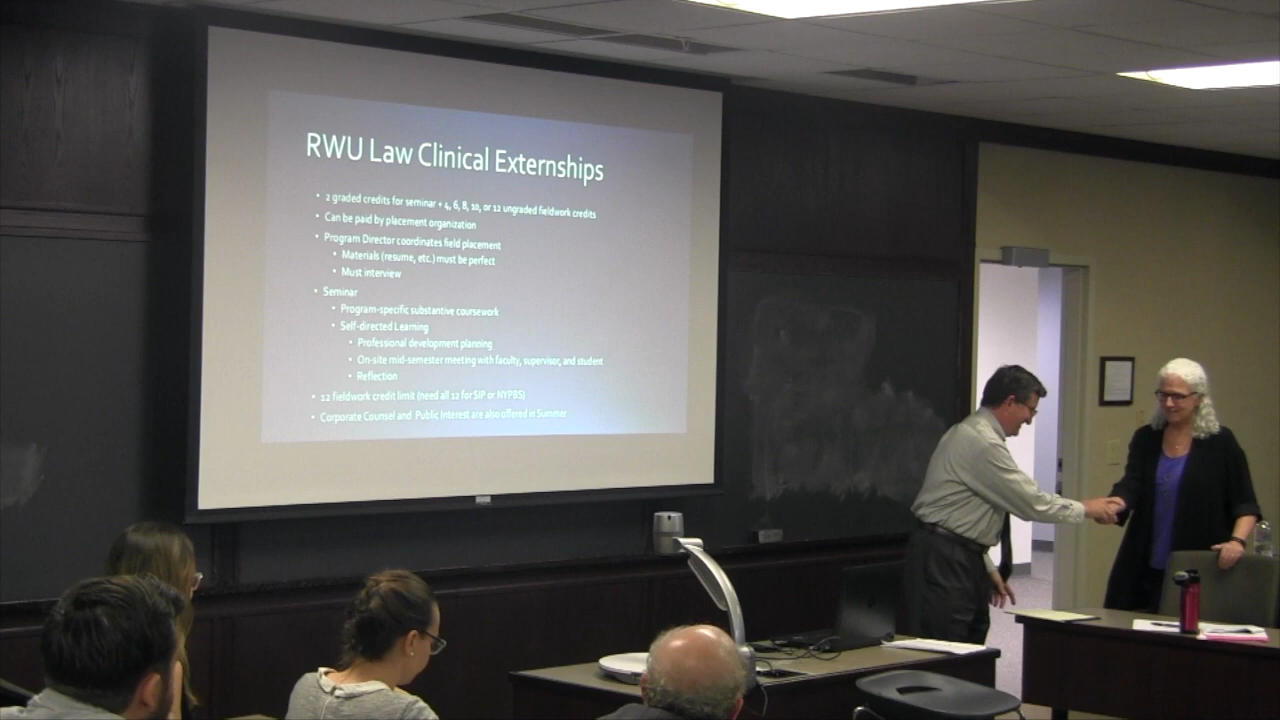 RWU Law Clinical Externships
• 2 graded credits for seminar + 4, 6, 8, 10, or 12 ungraded fieldwork credits
• Can be paid by placement organization
• Program Director coordinates field placement
• Materials (resume, etc.) must be perfect
• Must interview
• Seminar
• Program-specific substantive coursework
• Self-directed Learning
• Professional development planning
• On-site mid-semester meeting with faculty, supervisor, and student
• Reflection
• 12 fieldwork credit limit (need all 12 for SIP or NYPBS)
• Corporate Counsel and Public Interest are also offered in Summer